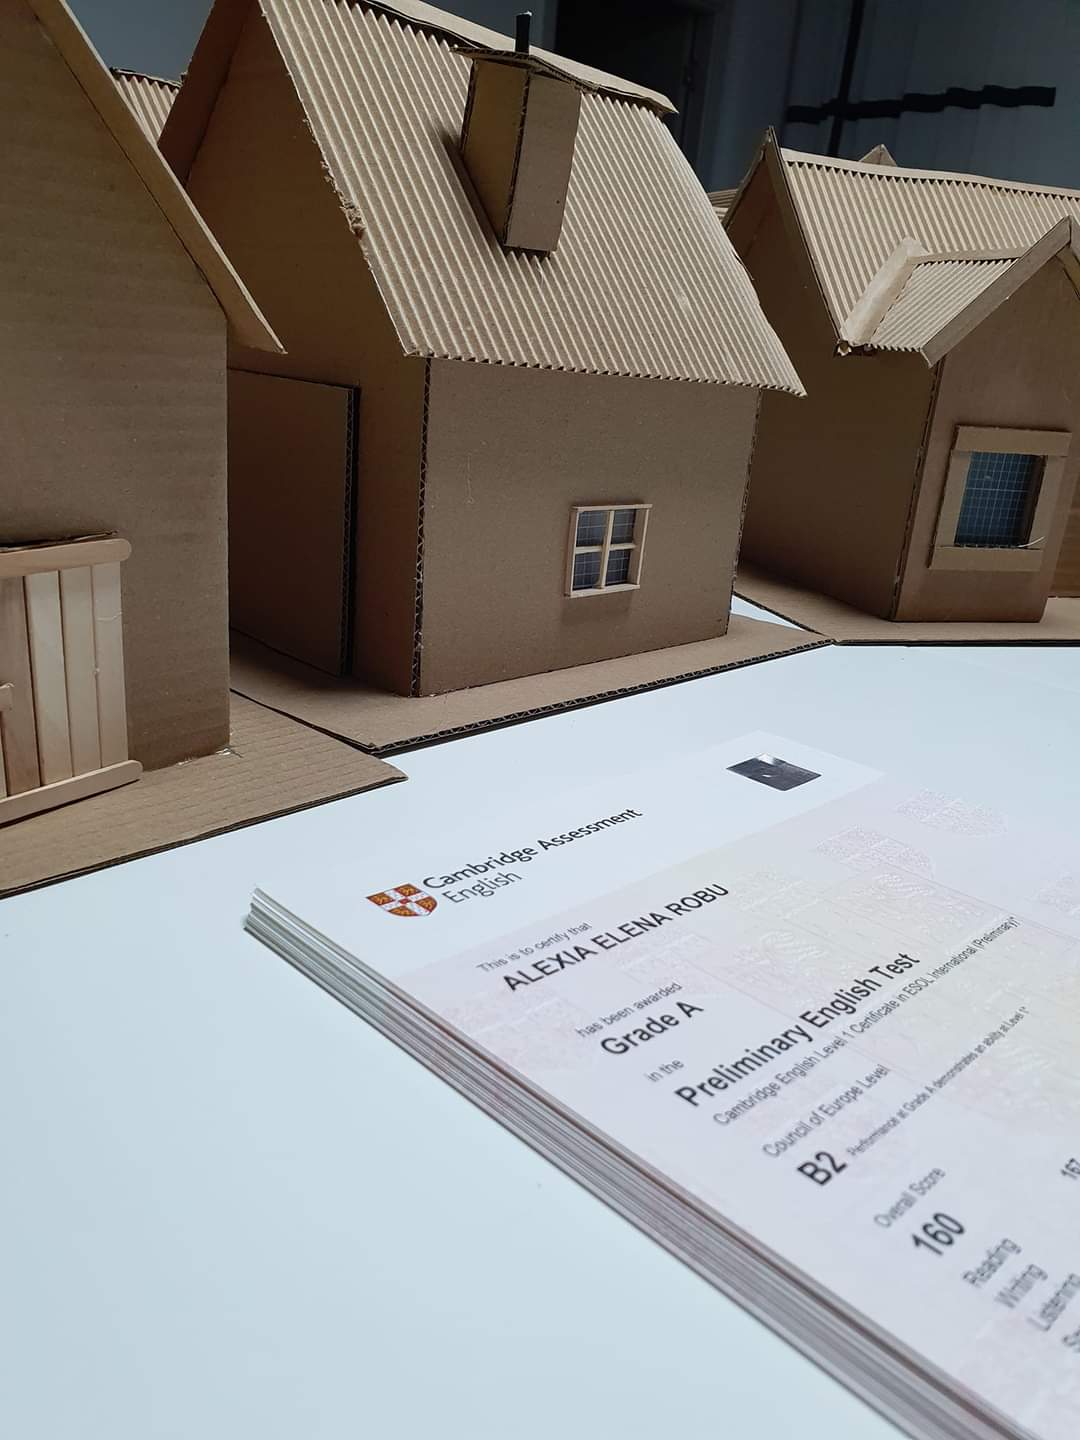 Cambridge Assessment
English
This is to certify that
ALEXIA ELENA ROBU
has been awarded
Grade A
in the
Preliminary English Test
Cambridge English Level 1 Certificate in ESOL International (Preliminary)*
Council of Europe Level
B2 Performance at Grade A demonstrates an ability at Level 1*
Overall Score
160
Reading 167
Writing
Listening